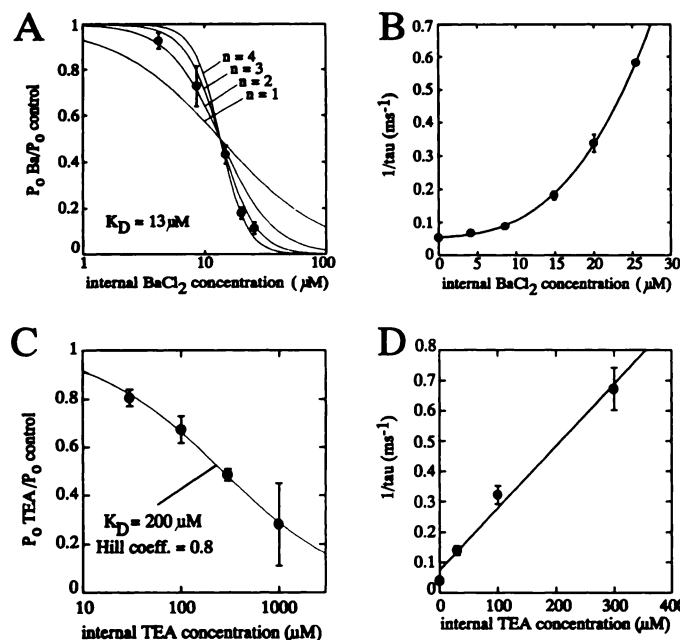 A
P₀ Ba/P₀ control
1
0.8
0.6
0.4
0.2
0
n = 4
n = 3
n = 2
n = 1
K_D = 13 μM
1
10
100
internal BaCl₂ concentration (μM)
B
1/tau (ms⁻¹)
0.7
0.6
0.5
0.4
0.3
0.2
0.1
0
0
5
10
15
20
25
30
internal BaCl₂ concentration (μM)
C
P₀ TEA/P₀ control
1
0.8
0.6
0.4
0.2
0
K_D = 200 μM
Hill coeff. = 0.8
10
100
1000
internal TEA concentration (μM)
D
1/tau (ms⁻¹)
0.8
0.7
0.6
0.5
0.4
0.3
0.2
0.1
0
0
100
200
300
400
internal TEA concentration (μM)